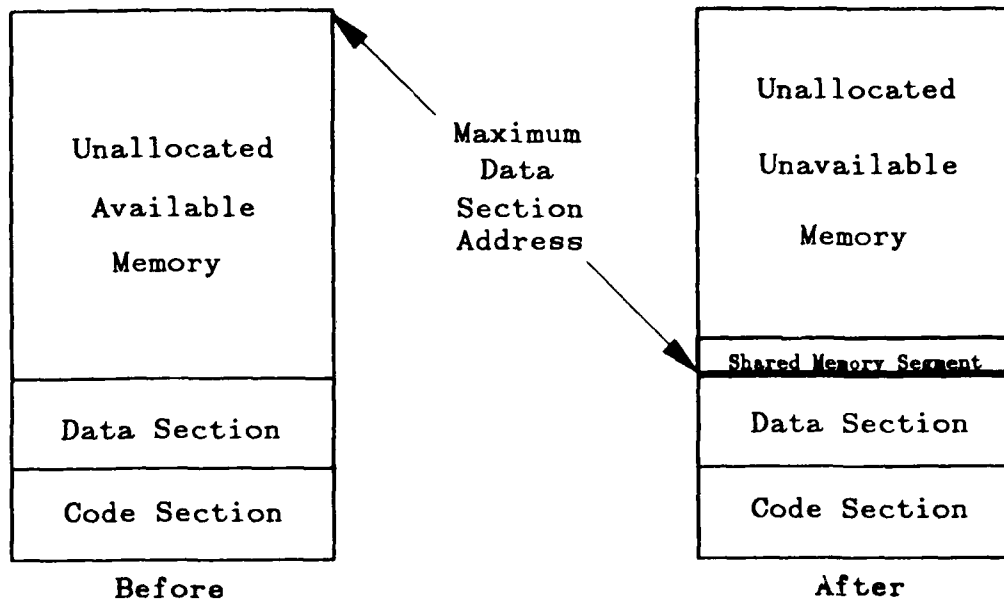 Unallocated
Available
Memory
Data Section
Code Section
Before
Maximum
Data
Section
Address
Unallocated
Unavailable
Memory
Shared Memory Segment
Data Section
Code Section
After